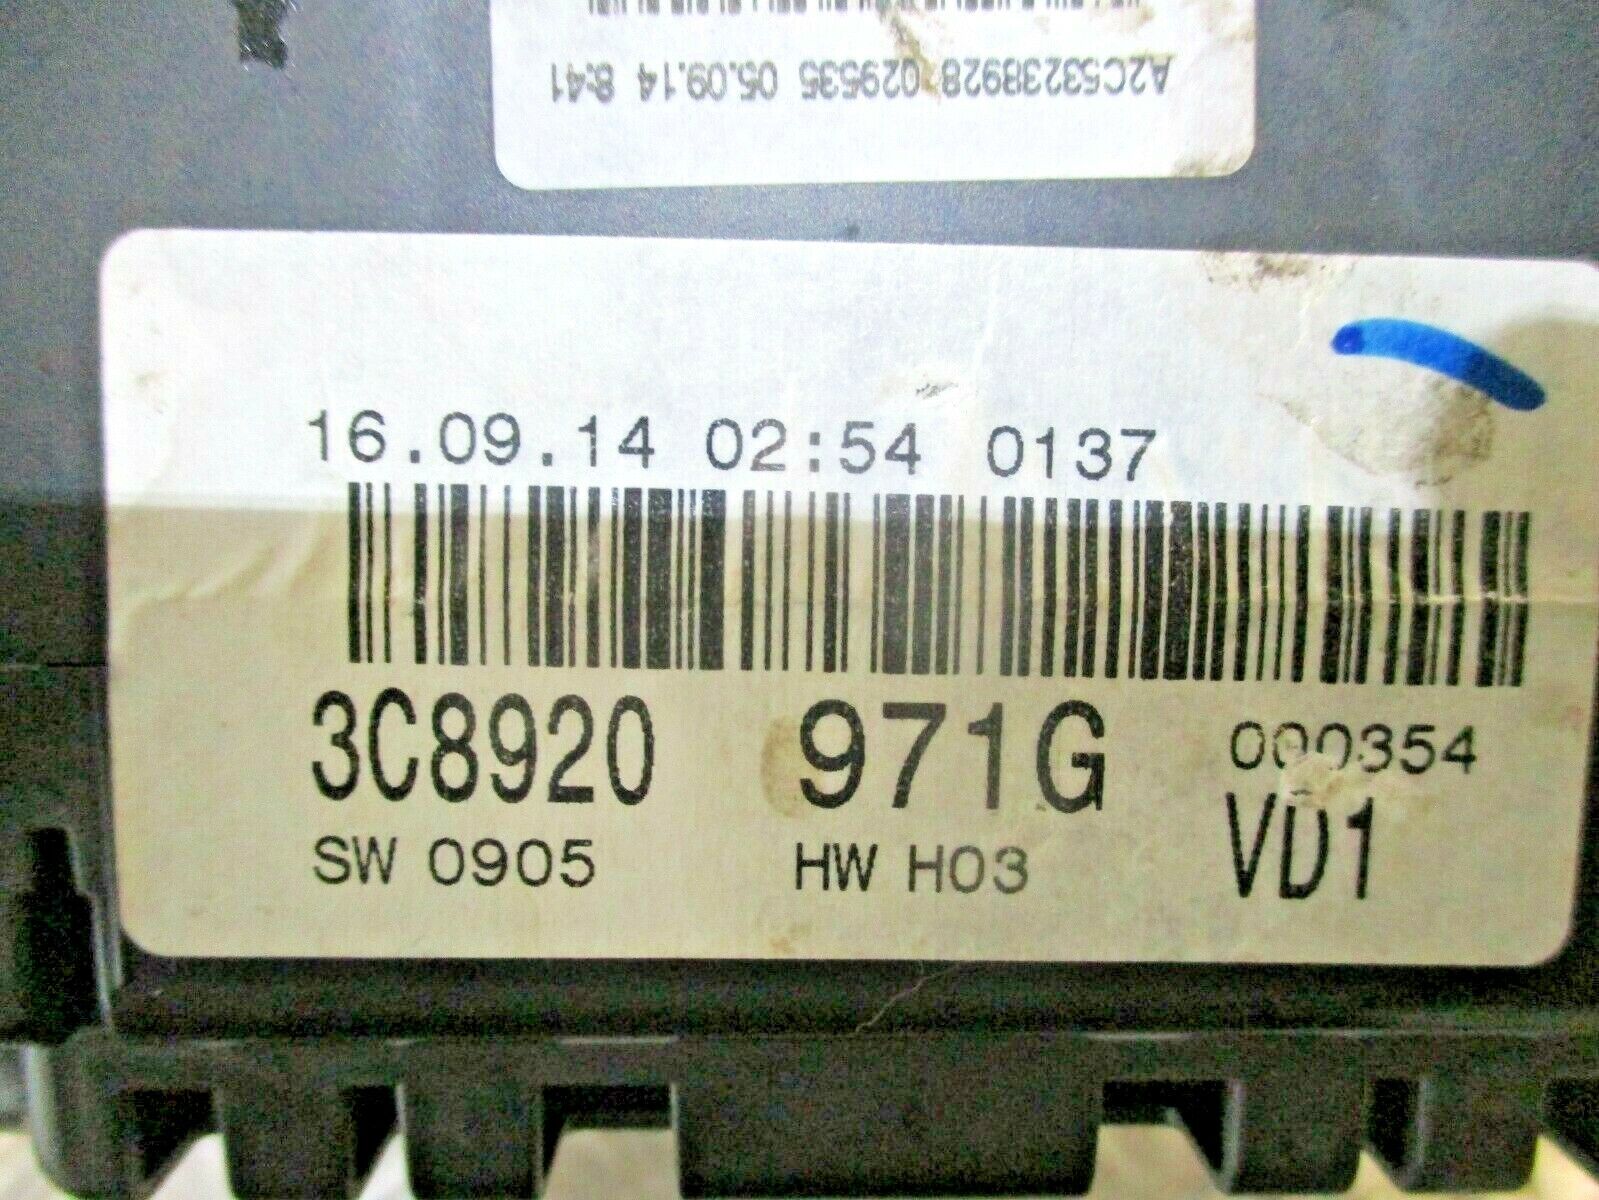 A2C53238928 029535 05.09.14 8:41
16.09.14 02:54 0137
3C8920 971G 000354
SW 0905 HW H03 VD1